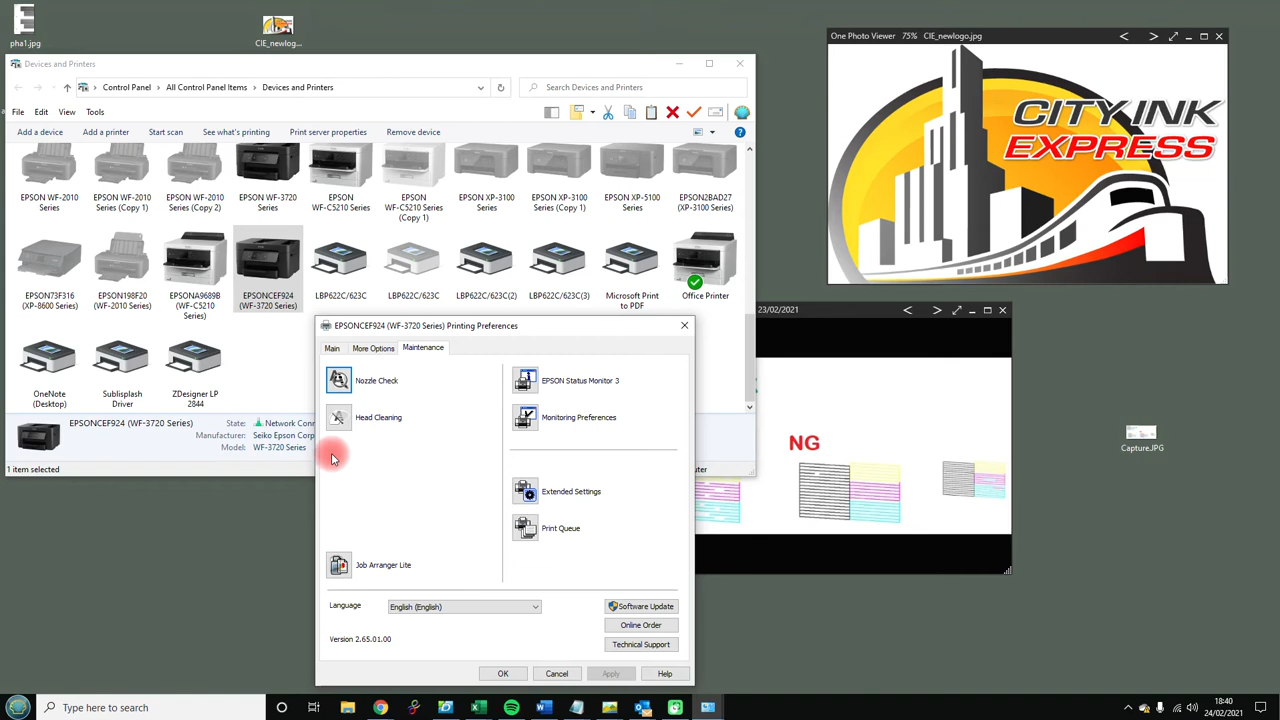 pha1.jpg
CIE_newlog...
Devices and Printers
Control Panel
All Control Panel Items
Devices and Printers
Search Devices and Printers
File
Edit
View
Tools
Add a device
Add a printer
Start scan
See what's printing
Print server properties
Remove device
EPSON WF-2010
Series
EPSON WF-2010
Series (Copy 1)
EPSON WF-2010
Series (Copy 2)
EPSON WF-3720
Series
EPSON
WF-C5210
Series
EPSON
WF-C5210
Series (Copy 1)
EPSON XP-3100
Series
EPSON XP-3100
Series (Copy 1)
EPSON XP-5100
Series
EPSON2BAD27
(XP-3100 Series)
EPSON73F316
(XP-8600 Series)
EPSON198F20
(WF-2010 Series)
EPSONA9689B
(WF-C5210
Series)
EPSONCEF924
(WF-3720 Series)
LBP622C/623C
LBP622C/623C
LBP622C/623C(2)
LBP622C/623C(3)
Microsoft Print
to PDF
Office Printer
OneNote
(Desktop)
Sublisplash
Driver
ZDesigner LP
2844
EPSONCEF924 (WF-3720 Series)
State:
Network Conn
Manufacturer:
Seiko Epson Corp
Model:
WF-3720 Series
1 item selected
EPSONCEF924 (WF-3720 Series) Printing Preferences
Main
More Options
Maintenance
Nozzle Check
Head Cleaning
Job Arranger Lite
EPSON Status Monitor 3
Monitoring Preferences
Extended Settings
Print Queue
Language
English (English)
Version 2.65.01.00
Software Update
Online Order
Technical Support
OK
Cancel
Apply
Help
One Photo Viewer
75%
CIE_newlogo.jpg
CITY INK
EXPRESS
23/02/2021
NG
Capture.JPG
Type here to search
18:40
24/02/2021